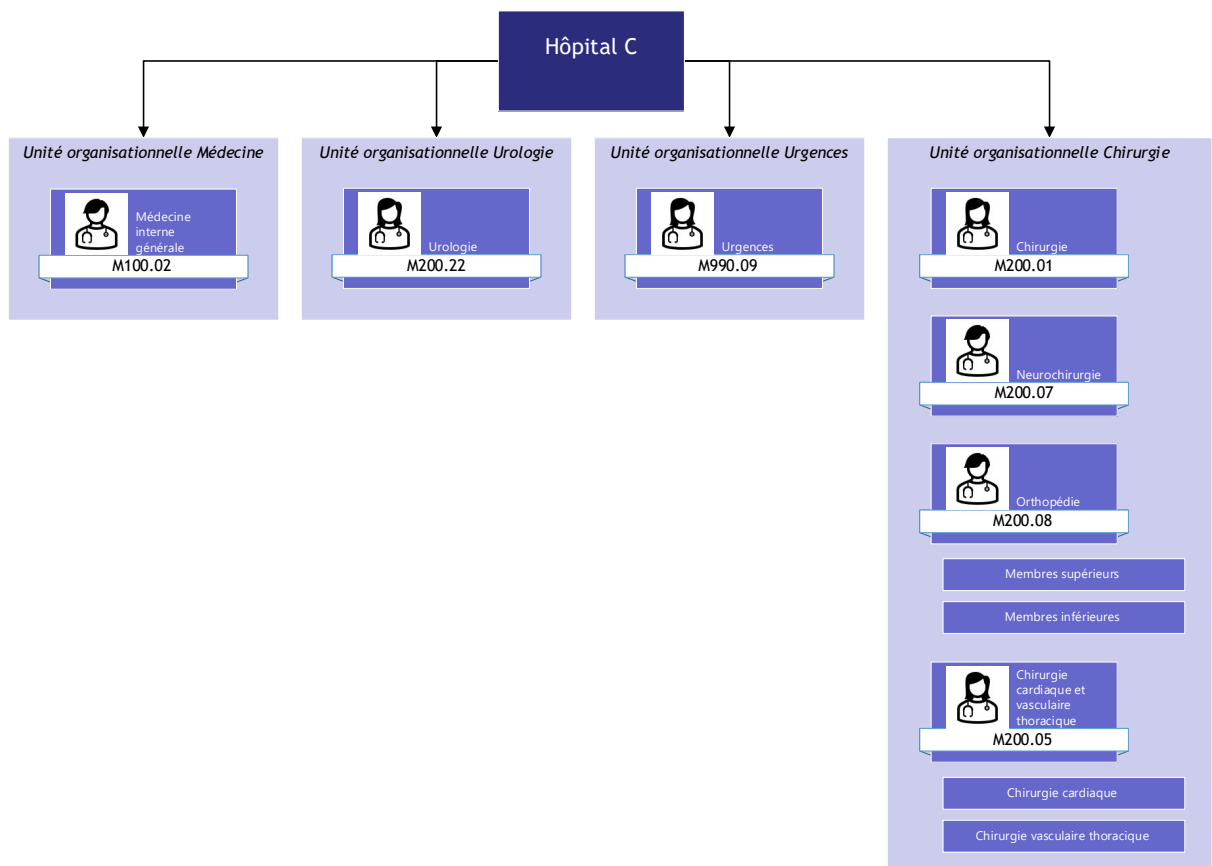 Hôpital C
Unité organisationnelle Médecine
Médecine
interne
générale
M100.02
Unité organisationnelle Urologie
Urologie
M200.22
Unité organisationnelle Urgences
Urgences
M990.09
Unité organisationnelle Chirurgie
Chirurgie
M200.01
Neurochirurgie
M200.07
Orthopédie
M200.08
Membres supérieurs
Membres inférieures
Chirurgie
cardiaque et
vasculaire
thoracique
M200.05
Chirurgie cardiaque
Chirurgie vasculaire thoracique